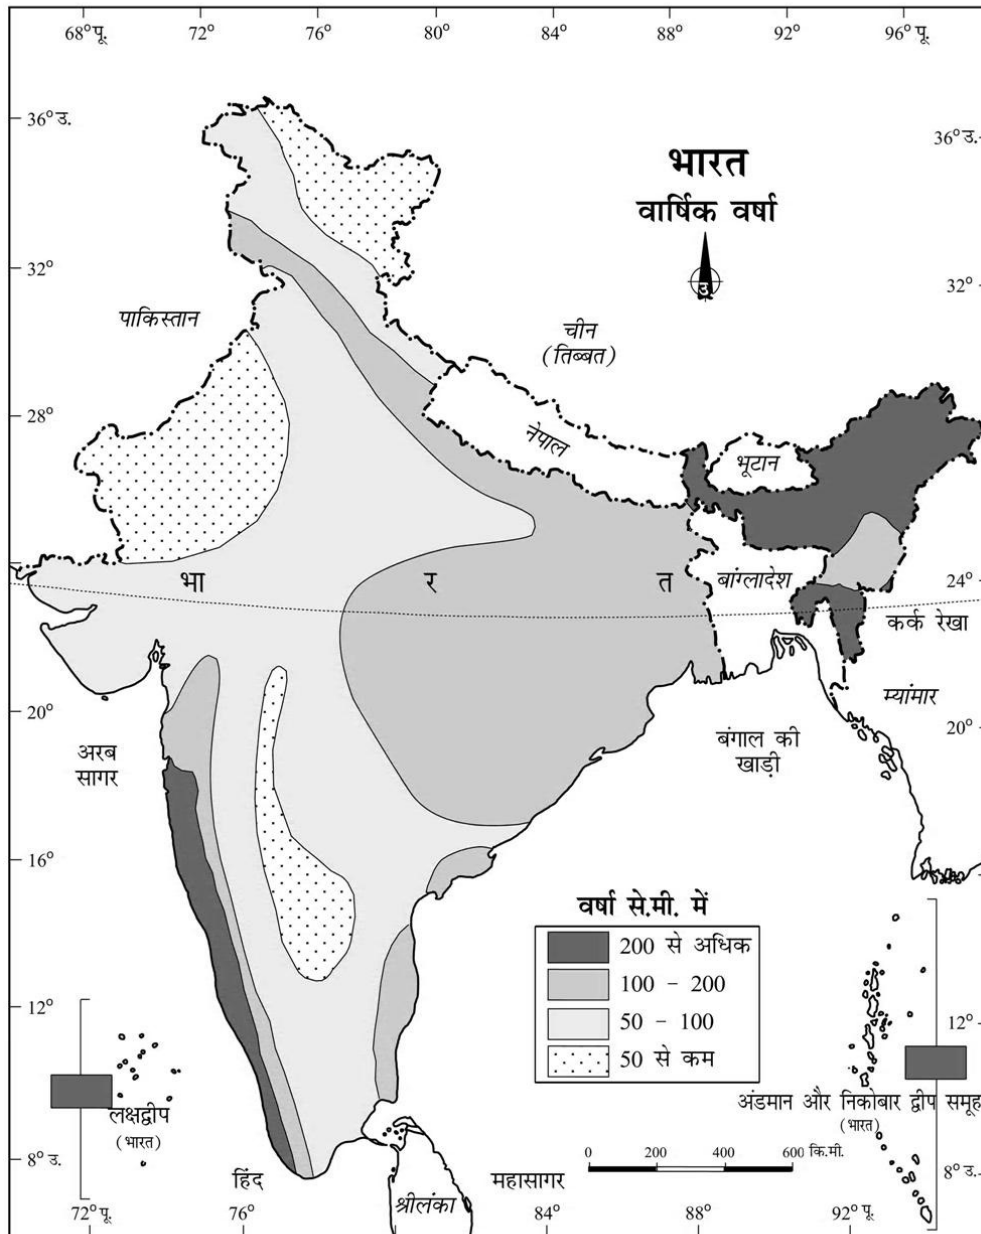 68° पू.
72°
76°
80°
84°
88°
92°
96° पू.
36° उ.
36° उ.
भारत
वार्षिक वर्षा
उ
32°
32°
पाकिस्तान
चीन
(तिब्बत)
28°
28°
नेपाल
भूटान
भा र त
बांग्लादेश
24°
कर्क रेखा
म्यांमार
20°
20°
अरब
सागर
बंगाल की
खाड़ी
16°
वर्षा से.मी. में
200 से अधिक
100 – 200
50 – 100
50 से कम
12°
12°
लक्षद्वीप
(भारत)
अंडमान और निकोबार द्वीप समूह
(भारत)
0 200 400 600 कि.मी.
8° उ.
8° उ.
हिंद
महासागर
श्रीलंका
72° पू.
76°
84°
88°
92° पू.